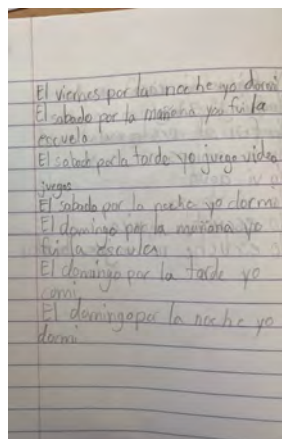 El viernes por las noche yo dormi
El sabado por la mañana yo fui la
escuela
El sabado por la tarde yo juego video
juegos
El sabado por la noche yo dormi
El domingo por la mañana yo
fui la escuela
El domingo por la tarde yo
comi
El domingo por la noche yo
dormi